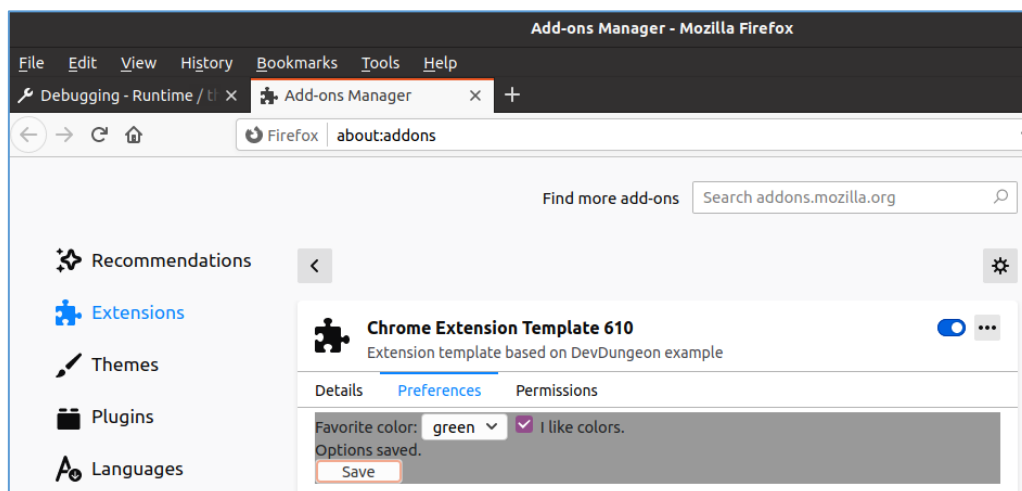 Add-ons Manager - Mozilla Firefox
File Edit View History Bookmarks Tools Help
Debugging - Runtime / Add-ons Manager
Firefox about:addons
Find more add-ons Search addons.mozilla.org
Recommendations
Extensions
Chrome Extension Template 610
Extension template based on DevDungeon example
Themes
Details Preferences Permissions
Plugins
Favorite color: green I like colors.
Options saved.
Languages
Save